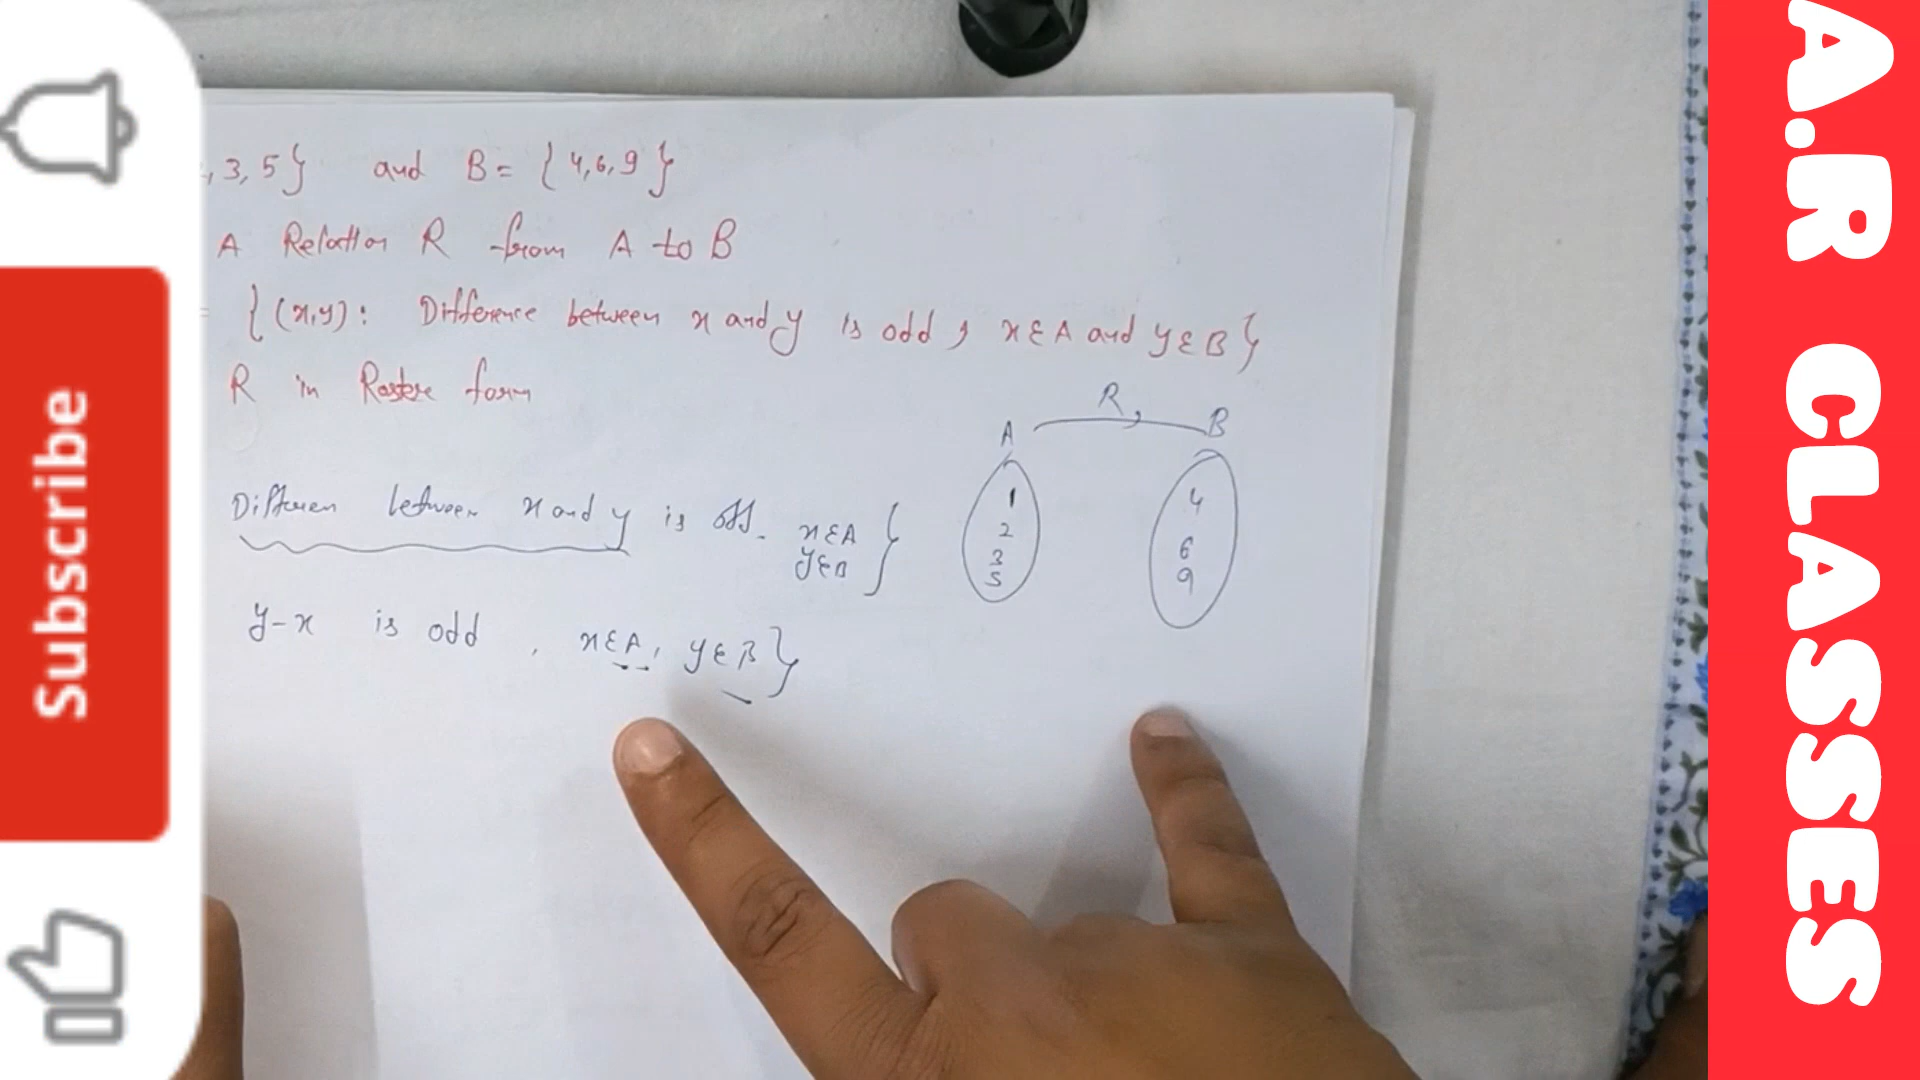 , 3, 5} and B = {4, 6, 9}
A Relation R from A to B
= {(x,y): Difference between x and y is odd, x ∈ A and y ∈ B}
R in Roster form
Differen between x and y is odd. x ∈ A
y ∈ B }
y-x is odd, x ∈ A, y ∈ B}
R
A B
1 4
2 6
3 9
5
Subscribe
A.R CLASSES